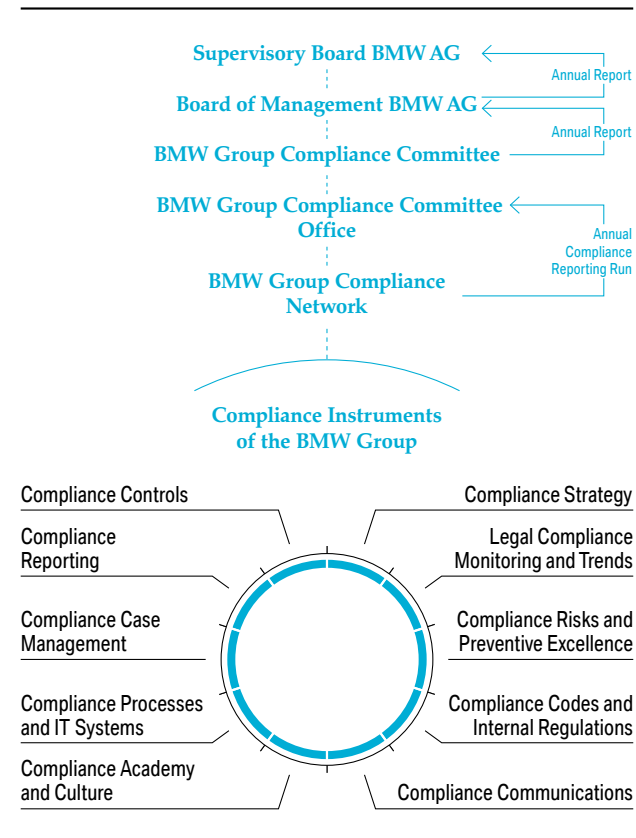 Supervisory Board BMW AG
Annual Report
Board of Management BMW AG
Annual Report
BMW Group Compliance Committee
BMW Group Compliance Committee
Office
Annual
Compliance
Reporting Run
BMW Group Compliance
Network
Compliance Instruments
of the BMW Group
Compliance Controls
Compliance Strategy
Compliance
Reporting
Legal Compliance
Monitoring and Trends
Compliance Case
Management
Compliance Risks and
Preventive Excellence
Compliance Processes
and IT Systems
Compliance Codes and
Internal Regulations
Compliance Academy
and Culture
Compliance Communications